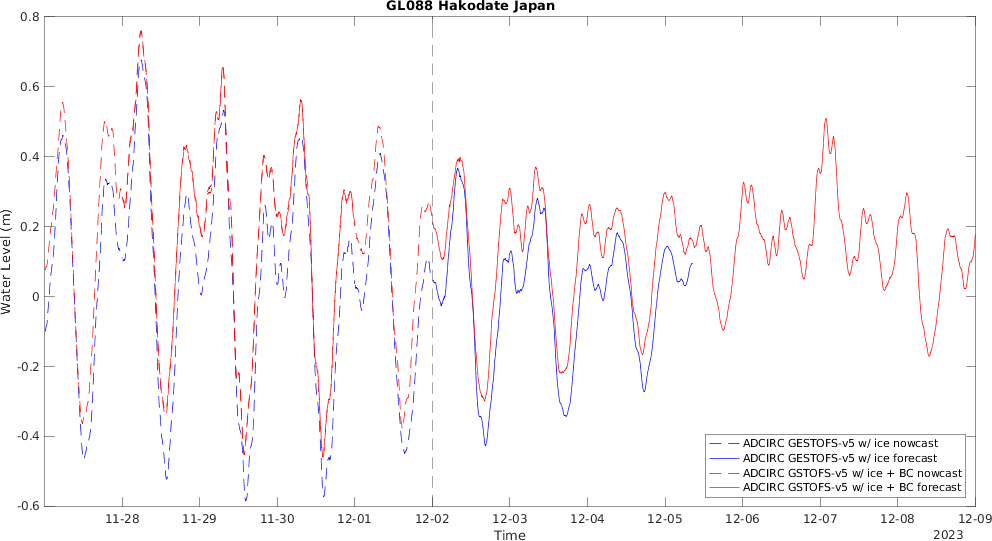 GL088 Hakodate Japan
0.8
0.6
0.4
0.2
0
-0.2
-0.4
-0.6
Water Level (m)
11-28 11-29 11-30 12-01 12-02 12-03 12-04 12-05 12-06 12-07 12-08 12-09
Time
2023
ADCIRC GESTOFS-v5 w/ ice nowcast
ADCIRC GESTOFS-v5 w/ ice forecast
ADCIRC GSTOFS-v5 w/ ice + BC nowcast
ADCIRC GSTOFS-v5 w/ ice + BC forecast